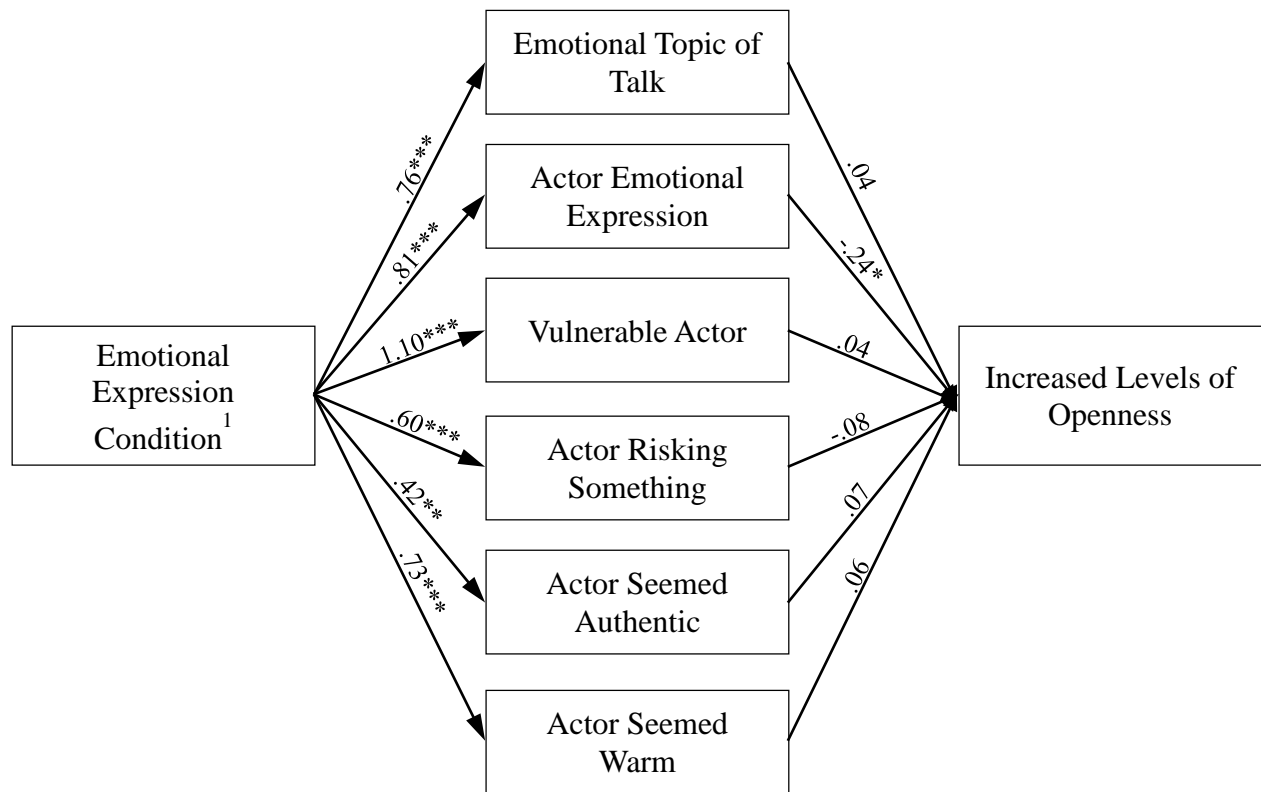 Emotional Topic of
Talk
.76***
.04
Actor Emotional
Expression
.81***
-.24*
Vulnerable Actor
1.10***
.04
Emotional
Expression
Condition1
Increased Levels of
Openness
.60***
-.08
Actor Risking
Something
.42**
.07
Actor Seemed
Authentic
.73***
.06
Actor Seemed
Warm